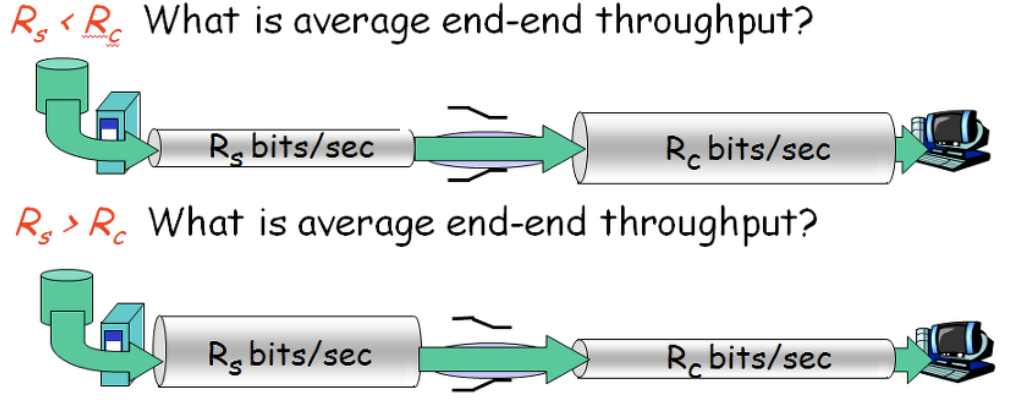 Rs < Rc What is average end-end throughput?
Rs bits/sec Rc bits/sec
Rs > Rc What is average end-end throughput?
Rs bits/sec Rc bits/sec